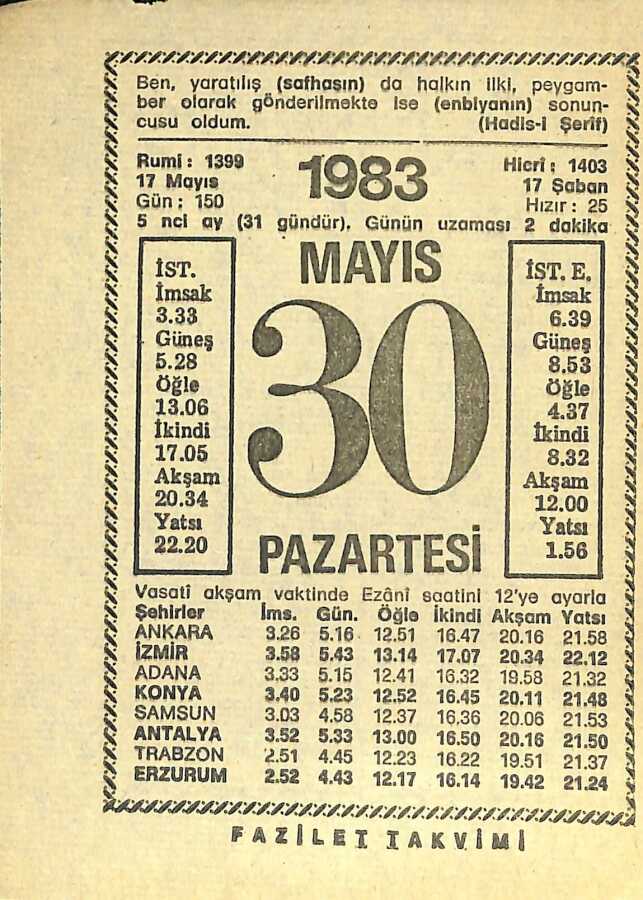 Ben, yaratılış (safhasın) da halkın ilki, peygam-
ber olarak gönderilmekte ise (enbiyanın) sonun-
cusu oldum. (Hadis-i Şerif)
Rumi: 1399
17 Mayıs
Gün: 150
1983
Hicri: 1403
17 Şaban
Hızır: 25
5 nci ay (31 gündür). Günün uzaması 2 dakika
İST.
İmsak
3.33
Güneş
5.28
Öğle
13.06
İkindi
17.05
Akşam
20.34
Yatsı
22.20
MAYIS
30
PAZARTESİ
İST. E.
İmsak
6.39
Güneş
8.53
Öğle
4.37
İkindi
8.32
Akşam
12.00
Yatsı
1.56
Vasatî akşam vaktinde Ezânî saatini 12'ye ayarla
Şehirler İms. Gün. Öğle İkindi Akşam Yatsı
ANKARA 3.26 5.16 12.51 16.47 20.16 21.58
İZMİR 3.58 5.43 13.14 17.07 20.34 22.12
ADANA 3.33 5.15 12.41 16.32 19.58 21.32
KONYA 3.40 5.23 12.52 16.45 20.11 21.48
SAMSUN 3.03 4.58 12.37 16.36 20.06 21.53
ANTALYA 3.52 5.33 13.00 16.50 20.16 21.50
TRABZON 2.51 4.45 12.23 16.22 19.51 21.37
ERZURUM 2.52 4.43 12.17 16.14 19.42 21.24
FAZİLET TAKVİMİ